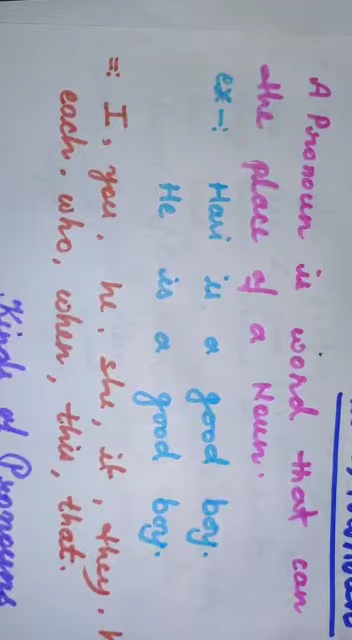 A Pronoun is word that can
the place of a Noun.
ex-: Hari is a good boy.
He is a good boy.
=: I, you, he, she, it, they,
each, who, when, this, that.
Kinds of Pronouns